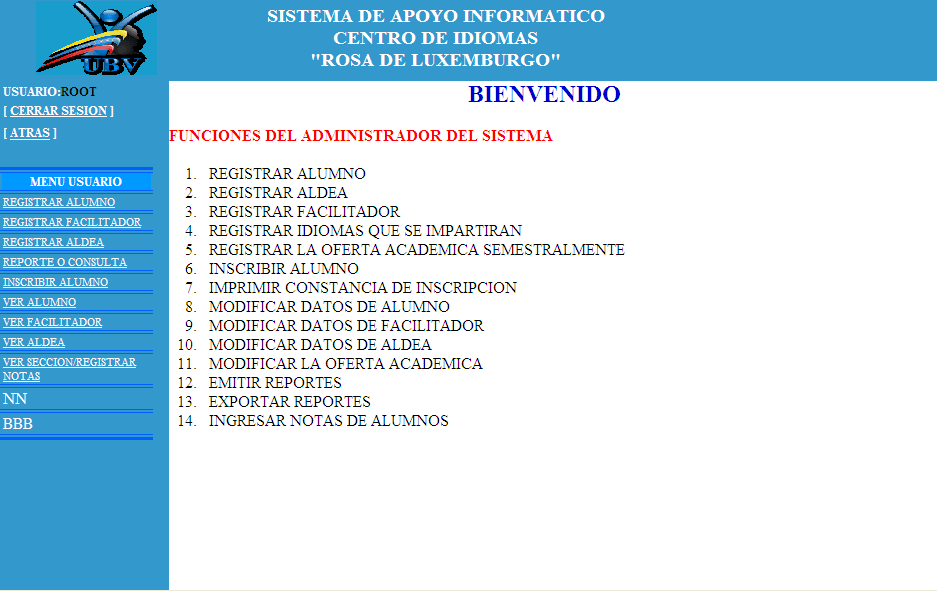 UBV
SISTEMA DE APOYO INFORMATICO
CENTRO DE IDIOMAS
"ROSA DE LUXEMBURGO"
USUARIO:ROOT
[ CERRAR SESION ]
[ ATRAS ]
MENU USUARIO
REGISTRAR ALUMNO
REGISTRAR FACILITADOR
REGISTRAR ALDEA
REPORTE O CONSULTA
INSCRIBIR ALUMNO
VER ALUMNO
VER FACILITADOR
VER ALDEA
VER SECCION/REGISTRAR
NOTAS
NN
BBB
BIENVENIDO
FUNCIONES DEL ADMINISTRADOR DEL SISTEMA
1. REGISTRAR ALUMNO
2. REGISTRAR ALDEA
3. REGISTRAR FACILITADOR
4. REGISTRAR IDIOMAS QUE SE IMPARTIRAN
5. REGISTRAR LA OFERTA ACADEMICA SEMESTRALMENTE
6. INSCRIBIR ALUMNO
7. IMPRIMIR CONSTANCIA DE INSCRIPCION
8. MODIFICAR DATOS DE ALUMNO
9. MODIFICAR DATOS DE FACILITADOR
10. MODIFICAR DATOS DE ALDEA
11. MODIFICAR LA OFERTA ACADEMICA
12. EMITIR REPORTES
13. EXPORTAR REPORTES
14. INGRESAR NOTAS DE ALUMNOS